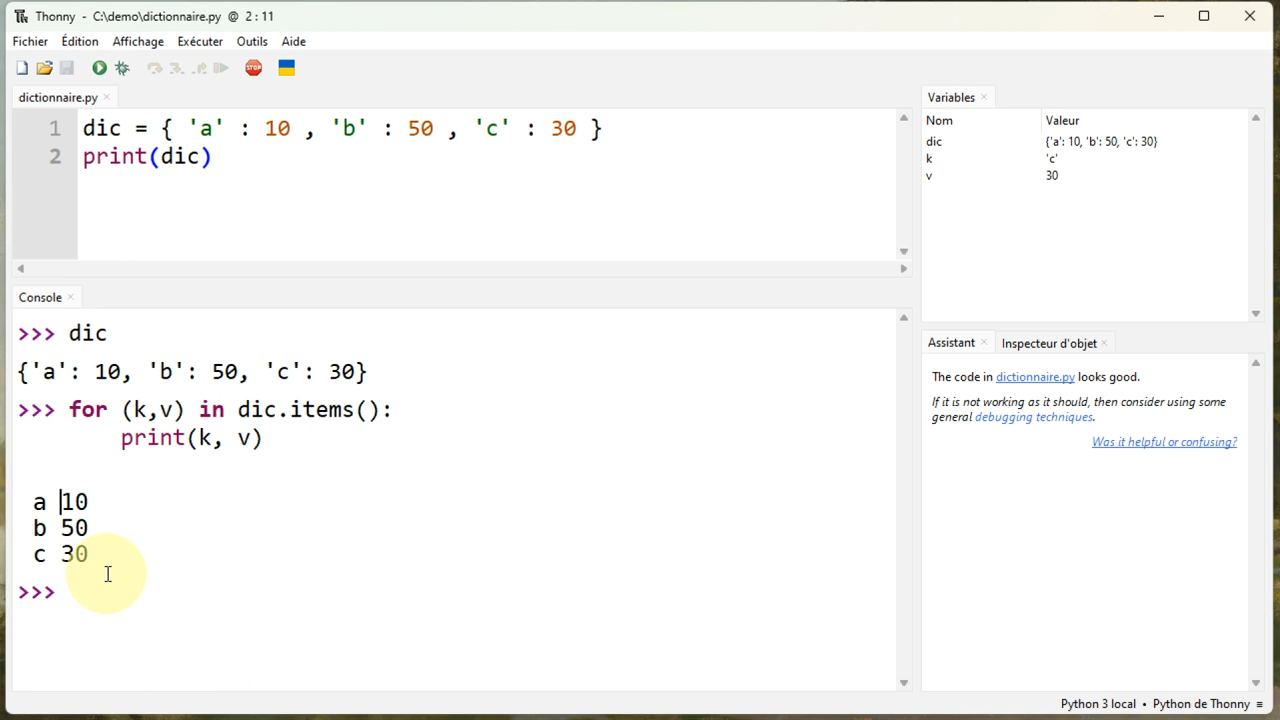 Thonny - C:\demo\dictionnaire.py @ 2 : 11
Fichier Édition Affichage Exécuter Outils Aide
STOP
dictionnaire.py ×
1 dic = { 'a' : 10 , 'b' : 50 , 'c' : 30 }
2 print(dic)
Console ×
>>> dic
{'a': 10, 'b': 50, 'c': 30}
>>> for (k,v) in dic.items():
print(k, v)
a 10
b 50
c 30
>>>
Variables ×
Nom Valeur
dic {'a': 10, 'b': 50, 'c': 30}
k 'c'
v 30
Assistant × Inspecteur d'objet ×
The code in dictionnaire.py looks good.
If it is not working as it should, then consider using some
general debugging techniques.
Was it helpful or confusing?
Python 3 local • Python de Thonny ≡